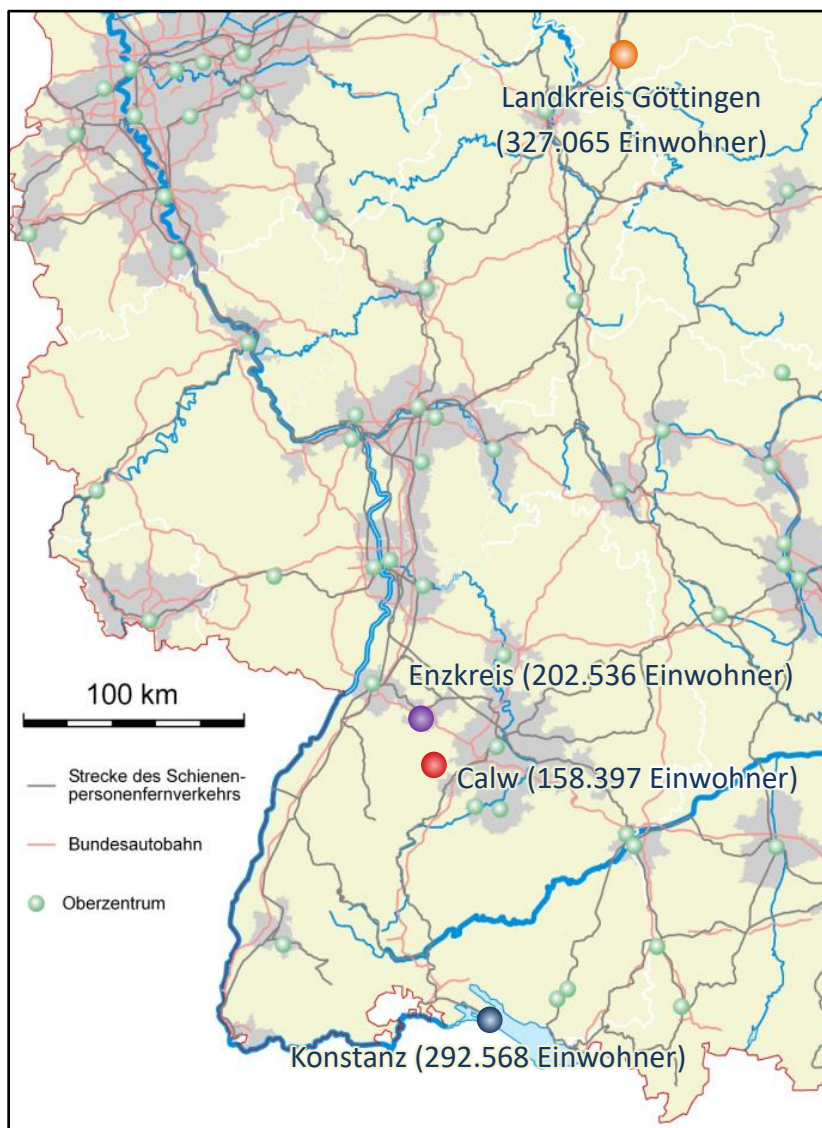 Landkreis Göttingen
(327.065 Einwohner)
Enzkreis (202.536 Einwohner)
Calw (158.397 Einwohner)
100 km
Strecke des Schienen-
personenfernverkehrs
Bundesautobahn
Oberzentrum
Konstanz (292.568 Einwohner)